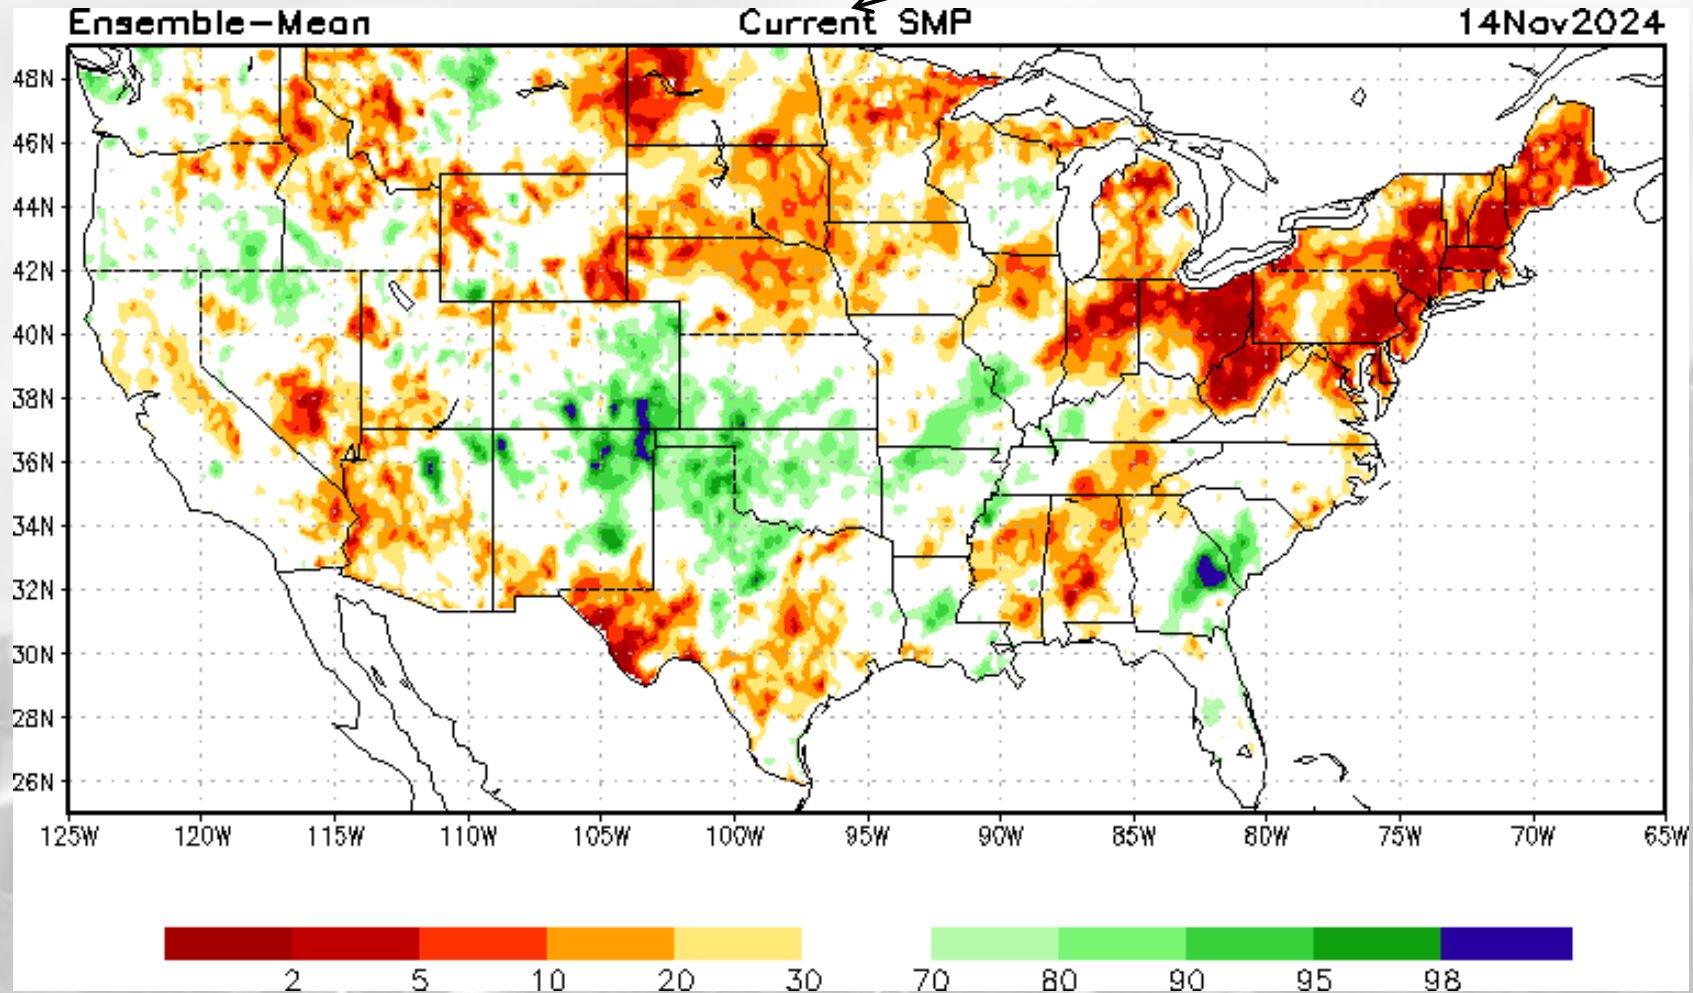 Ensemble-Mean Current SMP 14Nov2024
48N
46N
44N
42N
40N
38N
36N
34N
32N
30N
28N
26N
125W 120W 115W 110W 105W 100W 95W 90W 85W 80W 75W 70W 65W
2 5 10 20 30 70 80 90 95 98